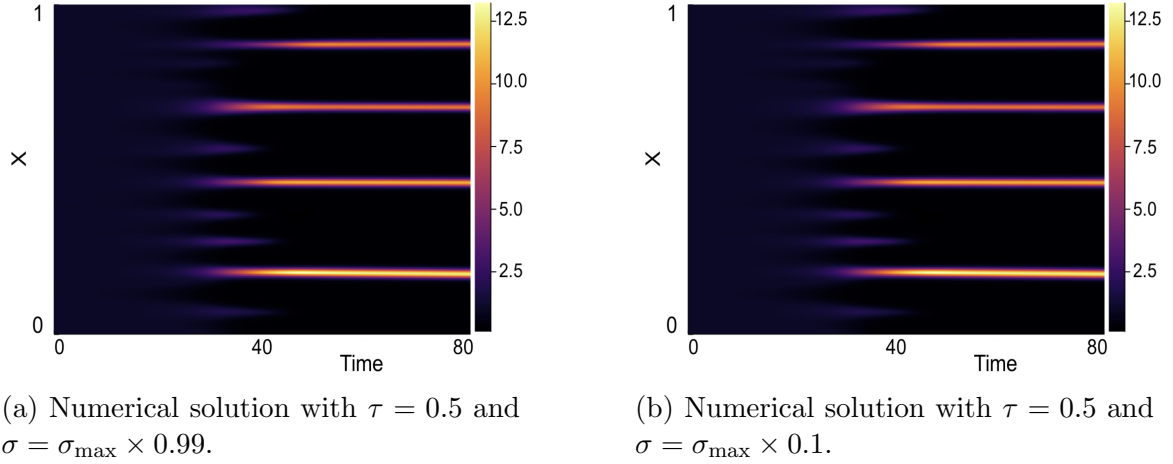 1
X
0
0
40
80
Time
12.5
10.0
7.5
5.0
2.5
(a) Numerical solution with τ = 0.5 and
σ = σmax × 0.99.
1
X
0
0
40
80
Time
12.5
10.0
7.5
5.0
2.5
(b) Numerical solution with τ = 0.5 and
σ = σmax × 0.1.